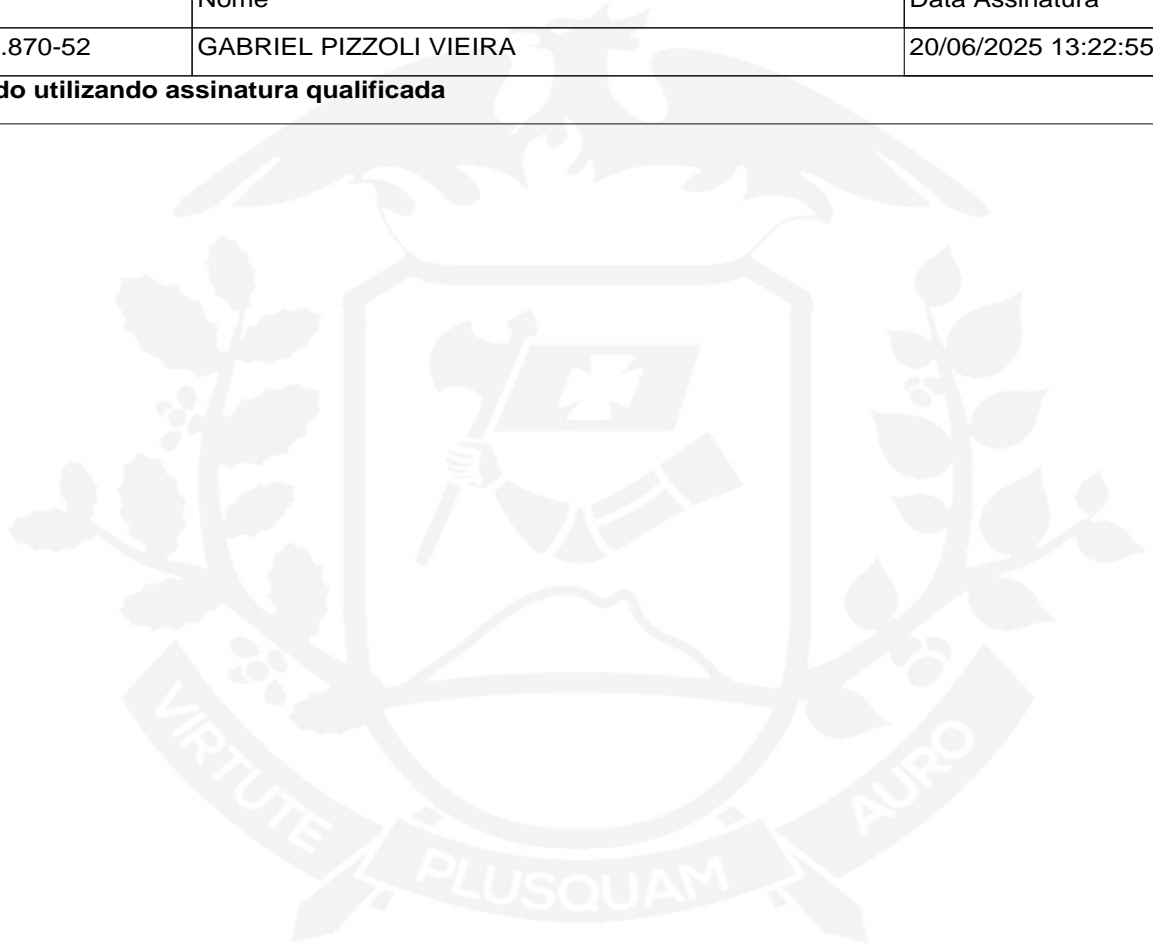 Nome Data Assinatura
.870-52 GABRIEL PIZZOLI VIEIRA 20/06/2025 13:22:55
do utilizando assinatura qualificada
VIRTUTE PLUSQUAM AURO